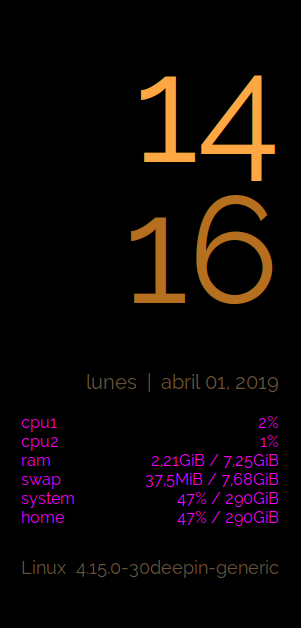 14
16
lunes | abril 01, 2019
cpu1 2%
cpu2 1%
ram 2,21GiB / 7,25GiB
swap 37,5MiB / 7,68GiB
system 47% / 290GiB
home 47% / 290GiB
Linux 4.15.0-30deepin-generic